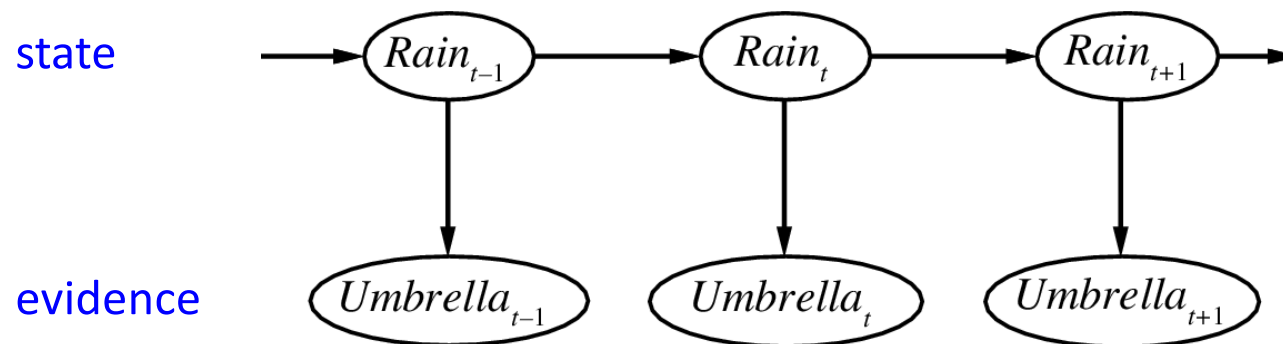 state Rain t–1 Rain t Rain t+1
evidence Umbrella t–1 Umbrella t Umbrella t+1